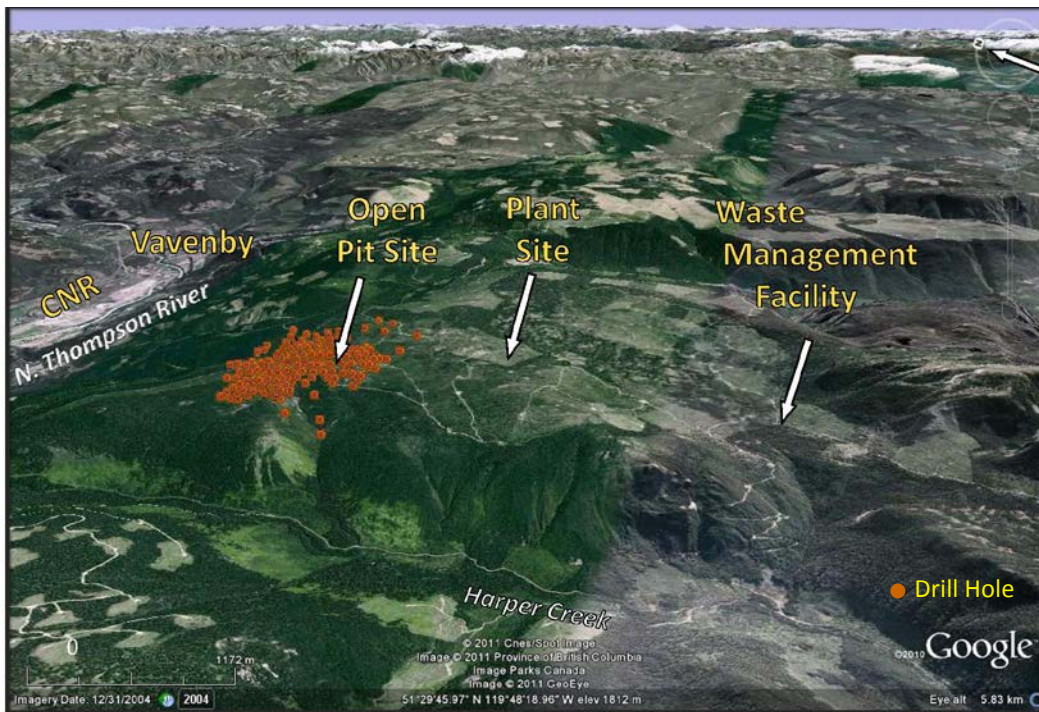 Open
Pit Site
Plant
Site
Waste
Management
Facility
Vavenby
CNR
N. Thompson River
Drill Hole
Harper Creek
0
1172 m
© 2011 Cnes/Spot Image
Image © 2011 Province of British Columbia
Image Parks Canada
Image © 2011 GeoEye
©2010 Google
Imagery Date: 12/31/2004
2004
51°29'45.97" N 119°48'18.96" W elev 1812 m
Eye alt 5.83 km